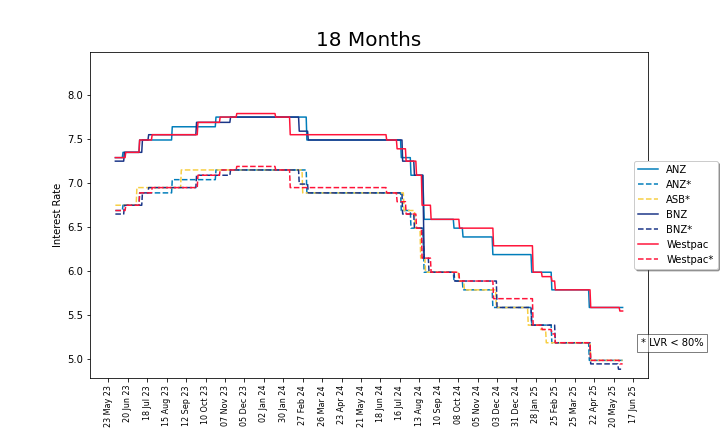 18 Months
Interest Rate
8.0
7.5
7.0
6.5
6.0
5.5
5.0
23 May 23
20 Jun 23
18 Jul 23
15 Aug 23
12 Sep 23
10 Oct 23
07 Nov 23
05 Dec 23
02 Jan 24
30 Jan 24
27 Feb 24
26 Mar 24
23 Apr 24
21 May 24
18 Jun 24
16 Jul 24
13 Aug 24
10 Sep 24
08 Oct 24
05 Nov 24
03 Dec 24
31 Dec 24
28 Jan 25
25 Feb 25
25 Mar 25
22 Apr 25
20 May 25
17 Jun 25
ANZ
ANZ*
ASB*
BNZ
BNZ*
Westpac
Westpac*
* LVR < 80%